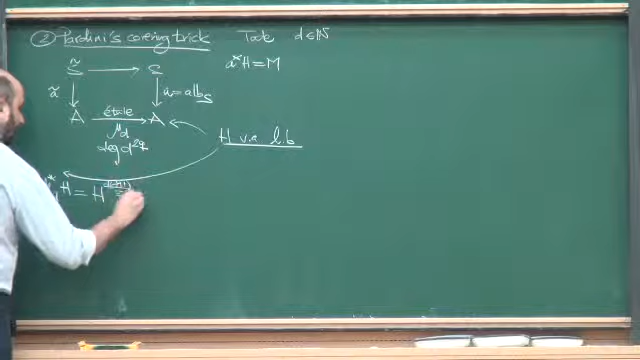 ② Pardini's covering trick Take d ∈ ℕ
S̃ → S a*H = M
ã a = alb_S
A étale A
μ_d
deg d^{2q}
H v.a. l.b
* H = H